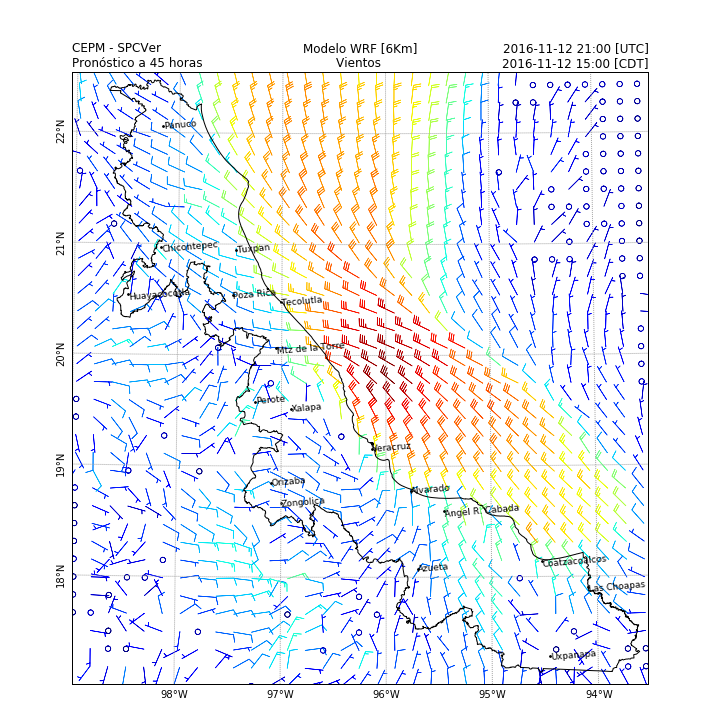 CEPM - SPCVer Modelo WRF [6Km] 2016-11-12 21:00 [UTC]
Pronóstico a 45 horas Vientos 2016-11-12 15:00 [CDT]
22°N
Pánuco
21°N
Chicontepec
Tuxpan
Huayacocotla
Poza Rica
Tecolutla
20°N
Mtz de la Torre
Perote
Xalapa
19°N
Veracruz
Orizaba
Alvarado
Zongolica
Angel R. Cabada
18°N
Azueta
Coatzacoalcos
Las Choapas
Uxpanapa
98°W 97°W 96°W 95°W 94°W